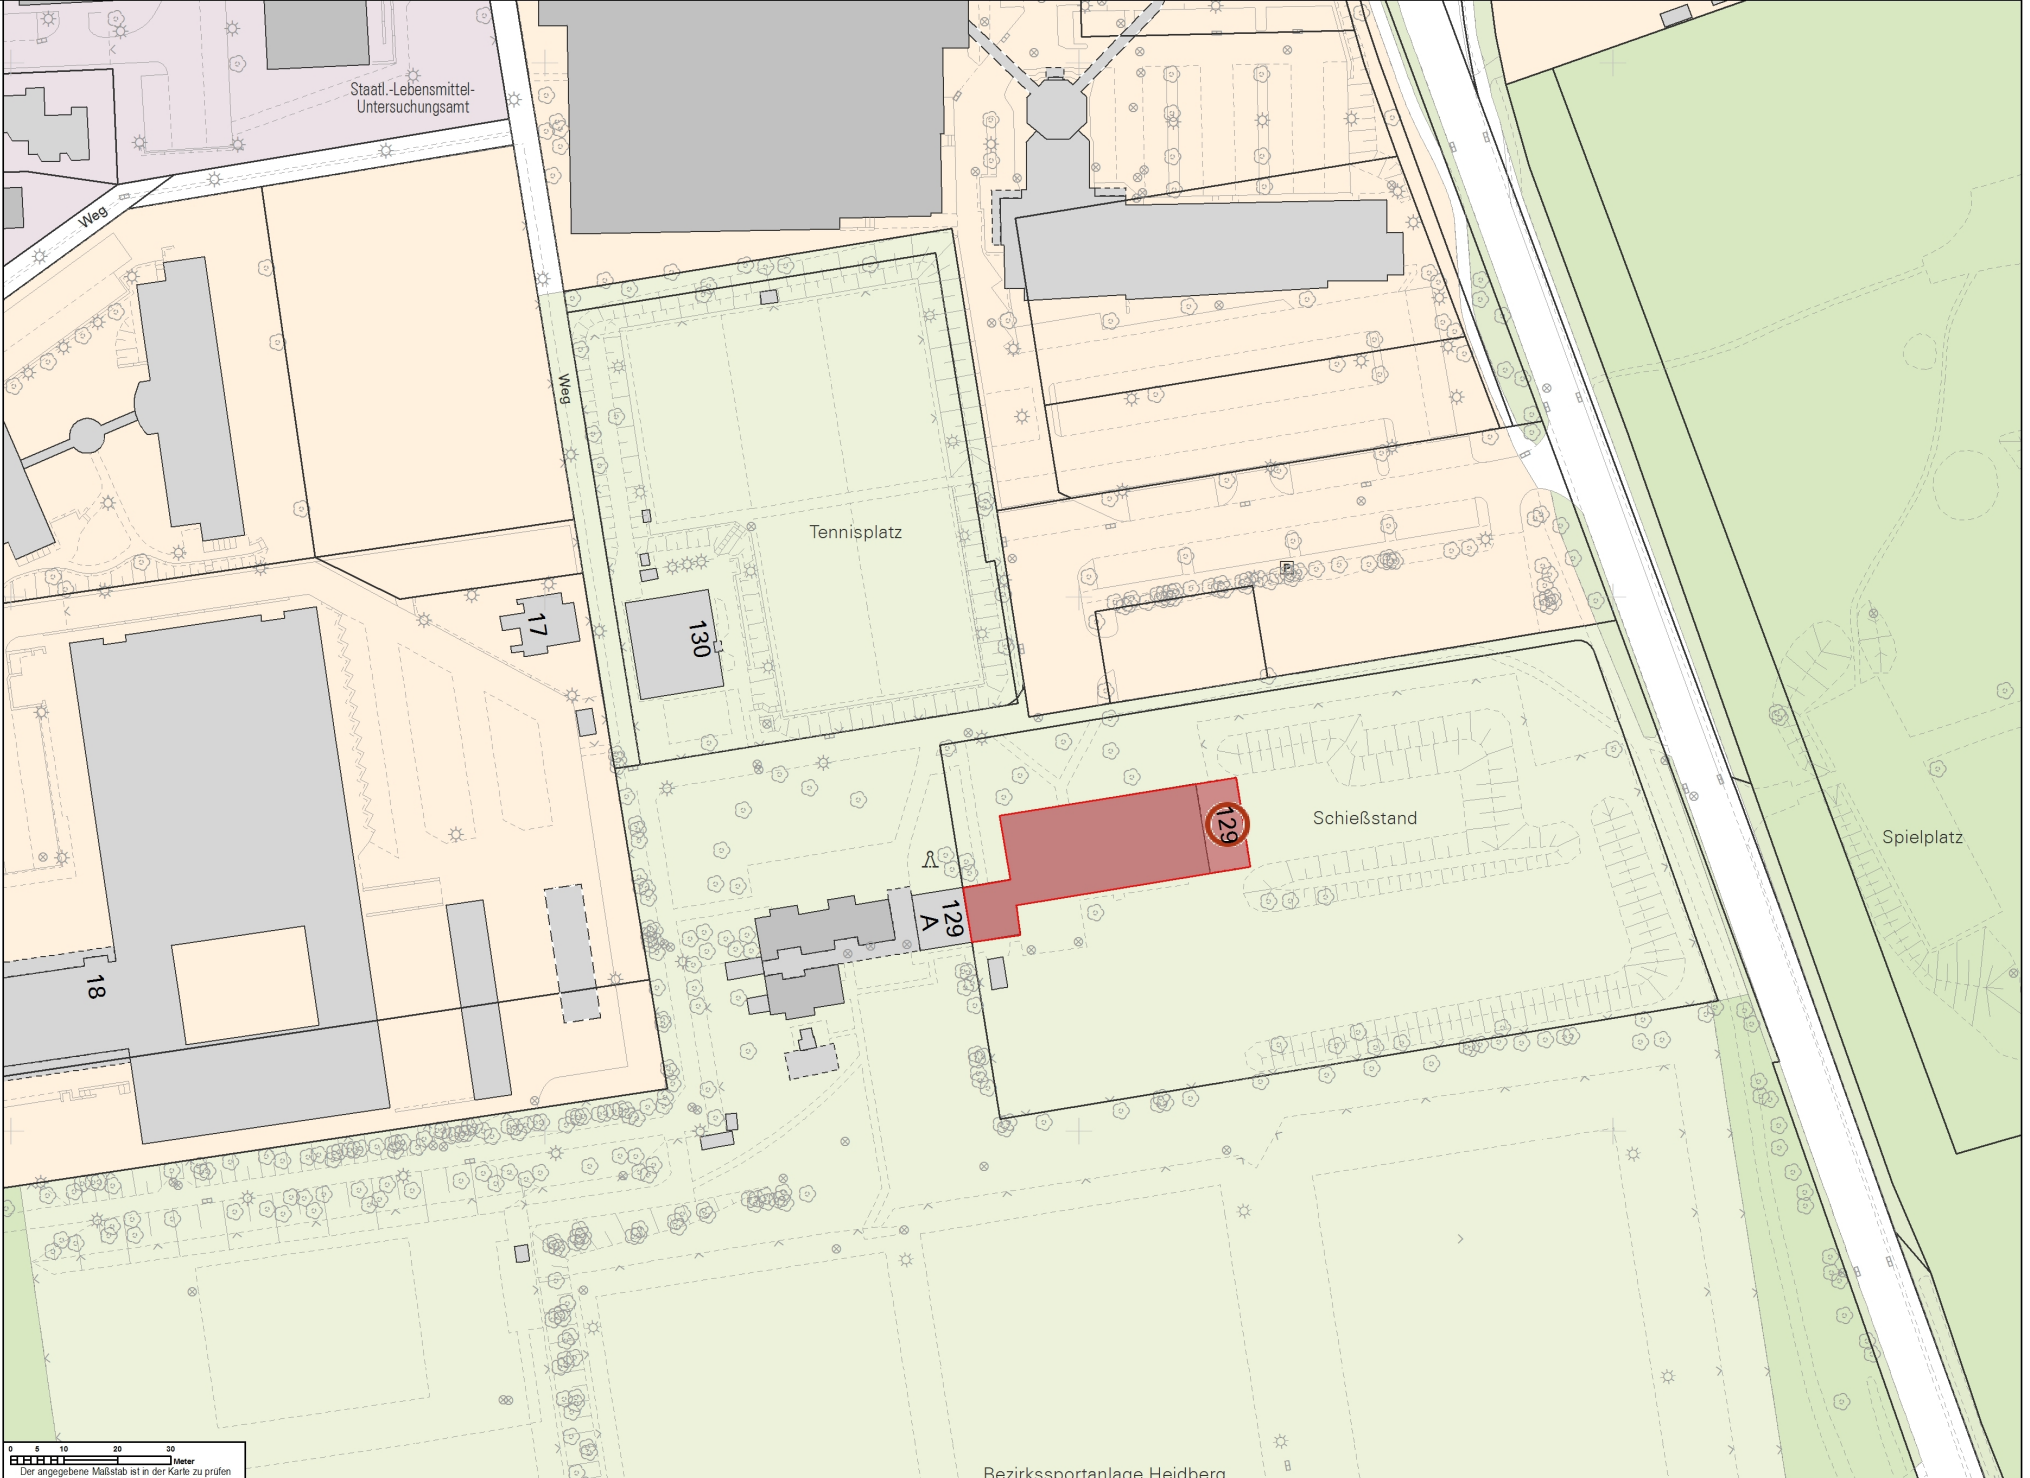 Staatl.-Lebensmittel-
Untersuchungsamt
Weg
Weg
Tennisplatz
17
130
P
129
Schießstand
Spielplatz
129
A
18
0 5 10 20 30
Meter
Der angegebene Maßstab ist in der Karte zu prüfen
Bezirkssportanlage Heidberg